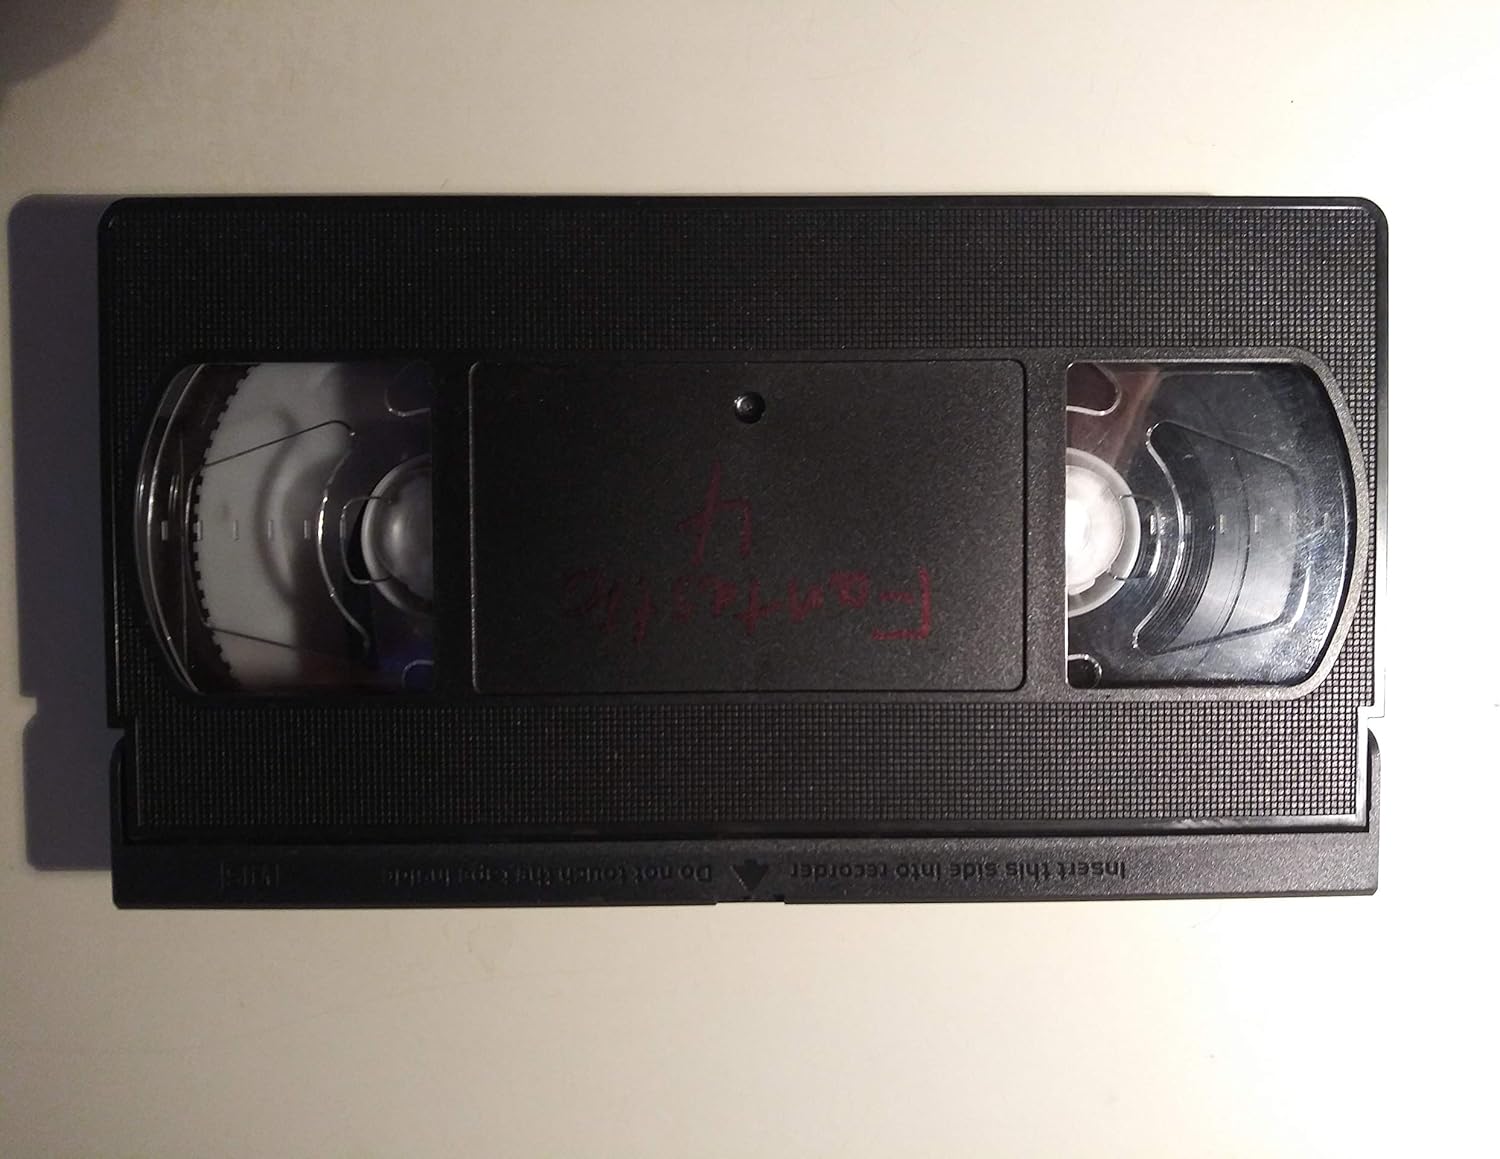 Insert this side into recorder Do not touch the tape inside VHS
Fantastic
4